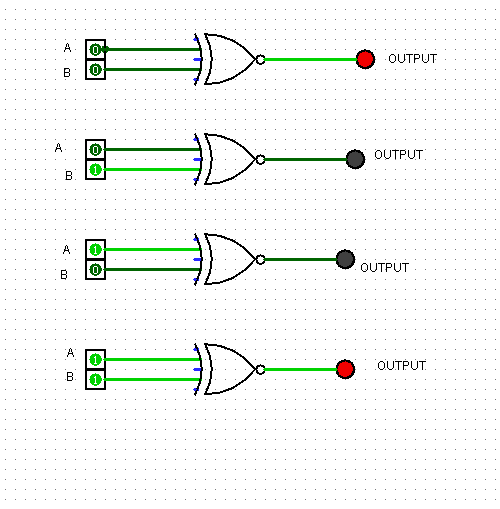 A 0 OUTPUT
B 0
A 0 OUTPUT
B 1
A 1
B 0 OUTPUT
A 1 OUTPUT
B 1